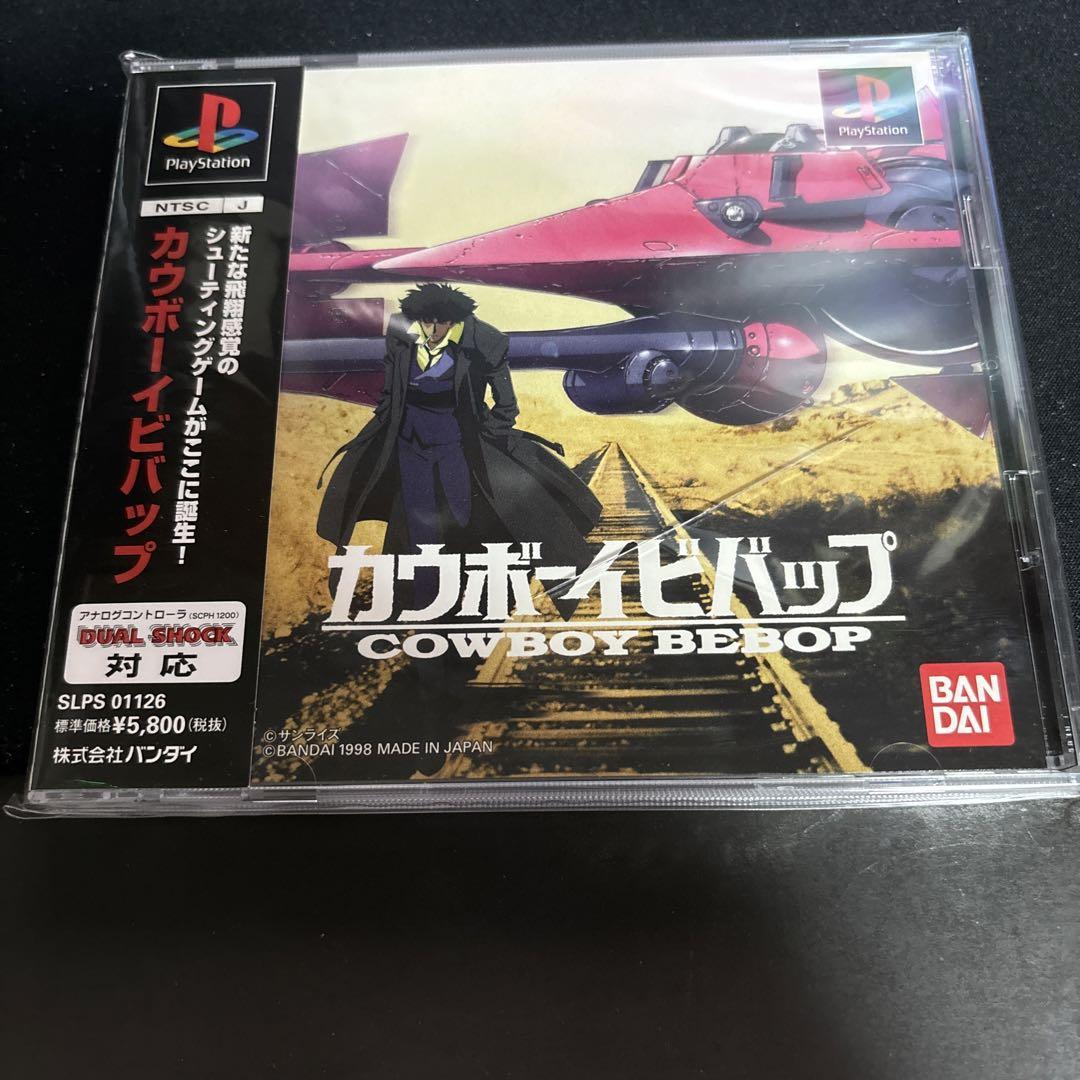 PlayStation
NTSC J
新たな飛翔感覚の
シューティングゲームがここに誕生!
カウボーイビバップ
アナログコントローラ(SCPH 1200)
DUAL SHOCK
対応
SLPS 01126
標準価格¥5,800(税抜)
株式会社バンダイ
PlayStation
カウボーイビバップ
COWBOY BEBOP
©サンライズ
©BANDAI 1998 MADE IN JAPAN
BAN
DAI